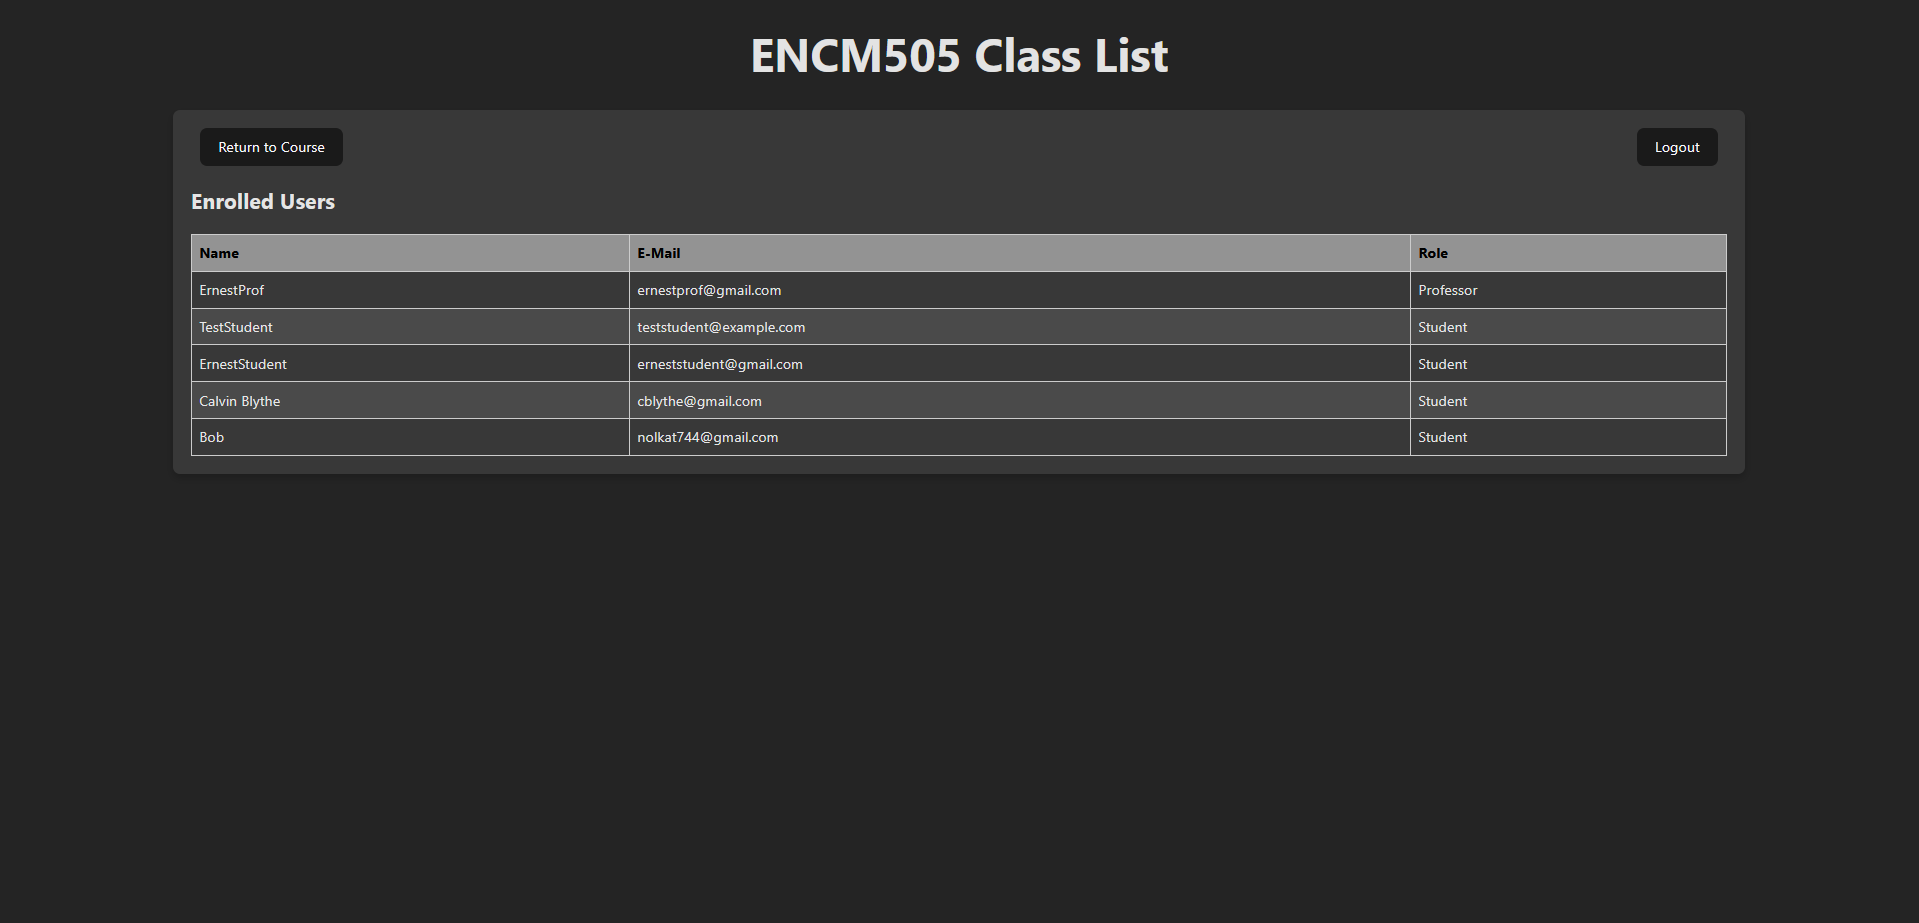 ENCM505 Class List
Return to Course
Logout
Enrolled Users
Name E-Mail Role
ErnestProf ernestprof@gmail.com Professor
TestStudent teststudent@example.com Student
ErnestStudent erneststudent@gmail.com Student
Calvin Blythe cblythe@gmail.com Student
Bob nolkat744@gmail.com Student